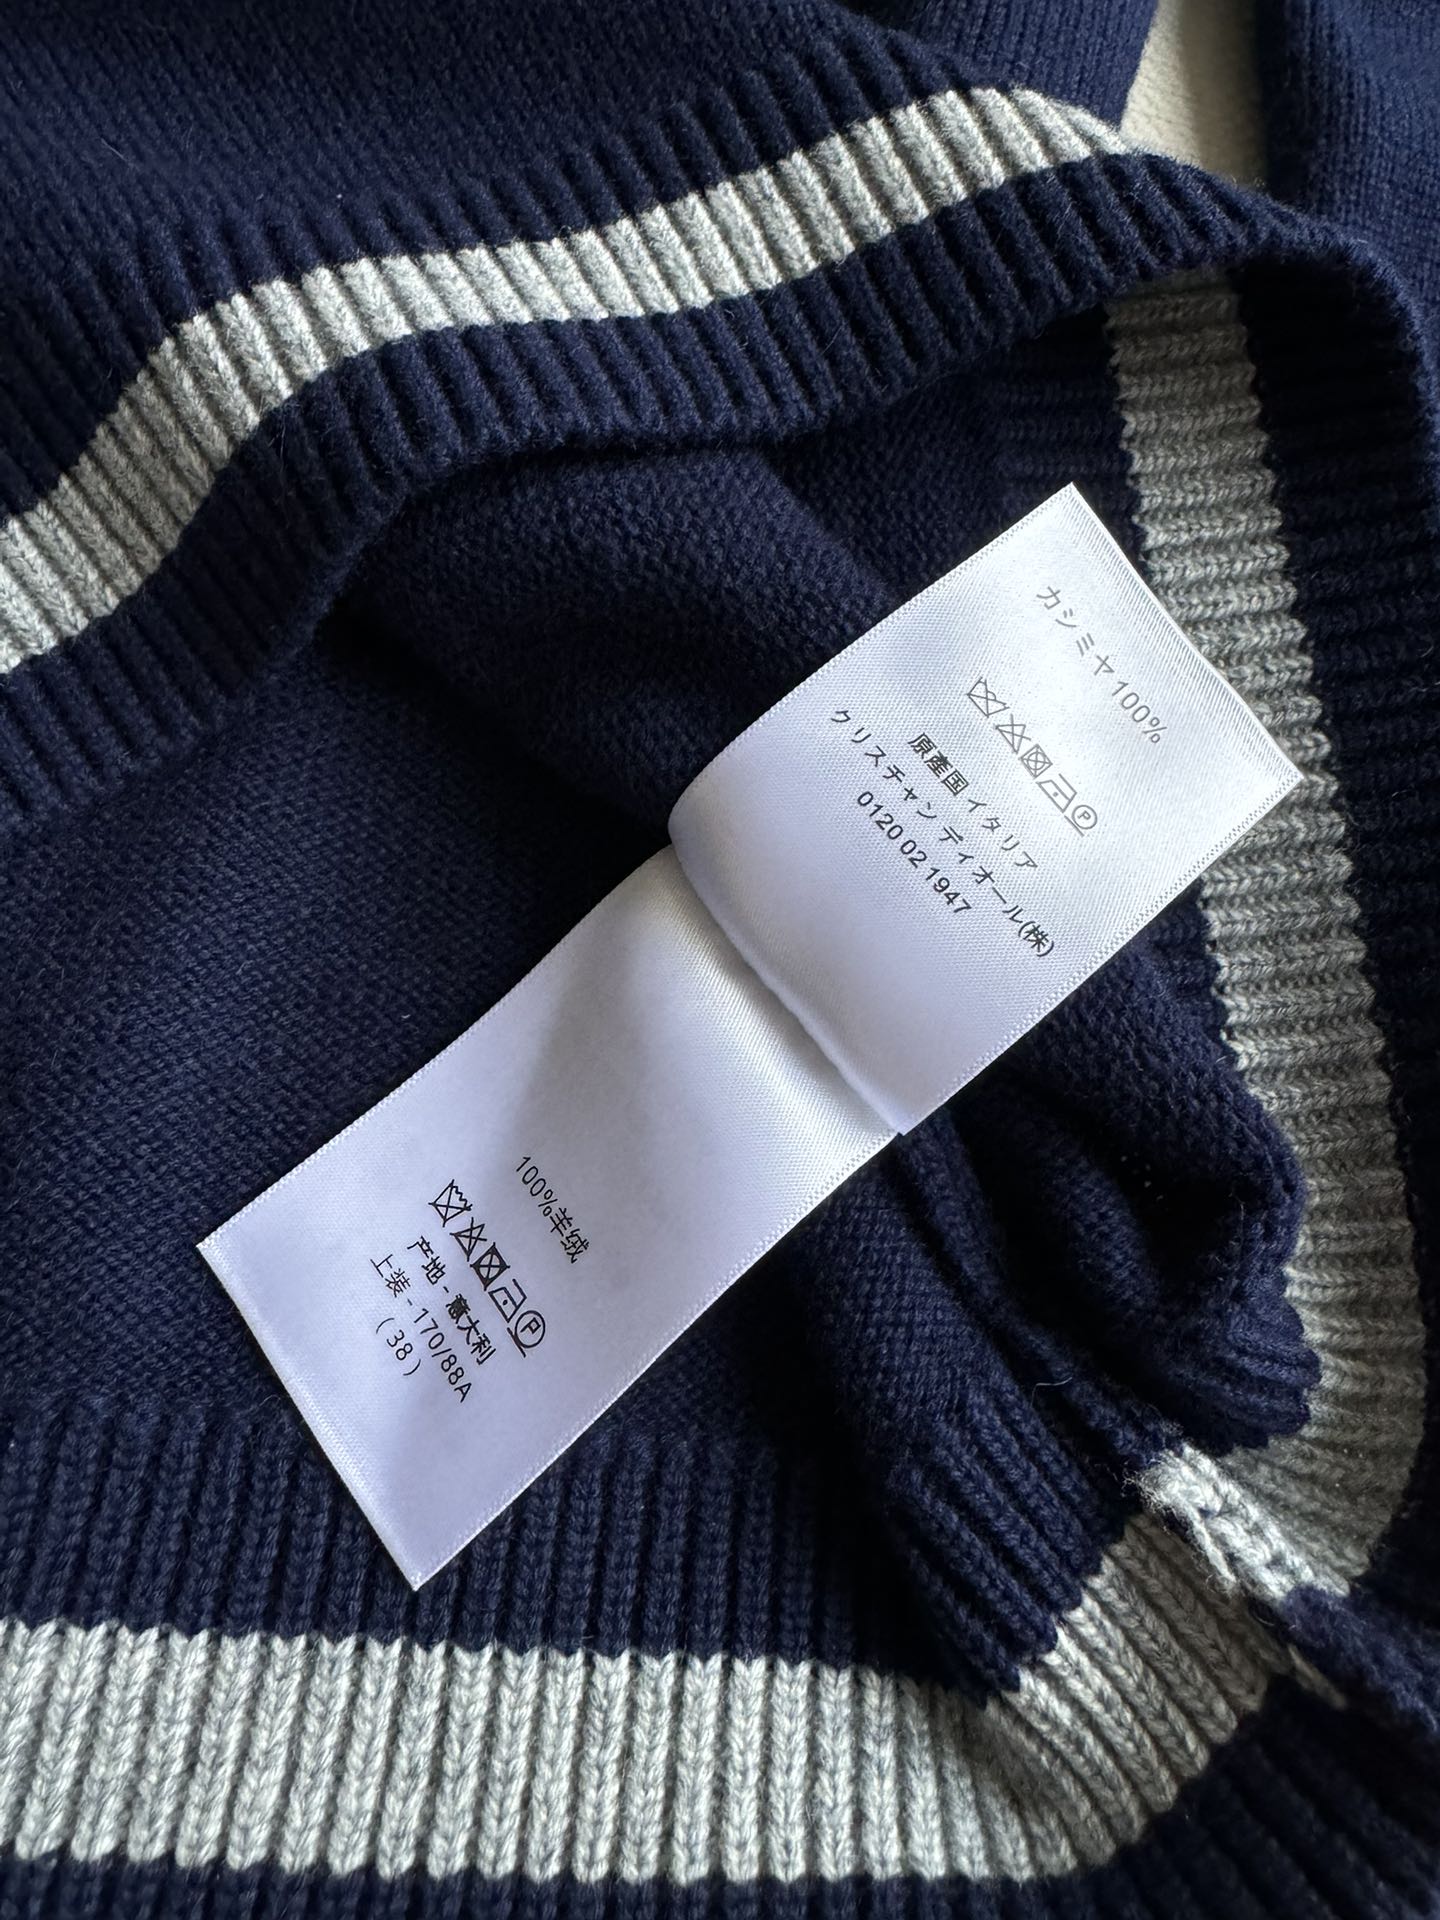 カシミヤ100%
P
原産国 イタリア
クリスチャン ディオール(株)
0120 02 1947
100%羊绒
P
产地 - 意大利
上装 - 170/88A
( 38 )